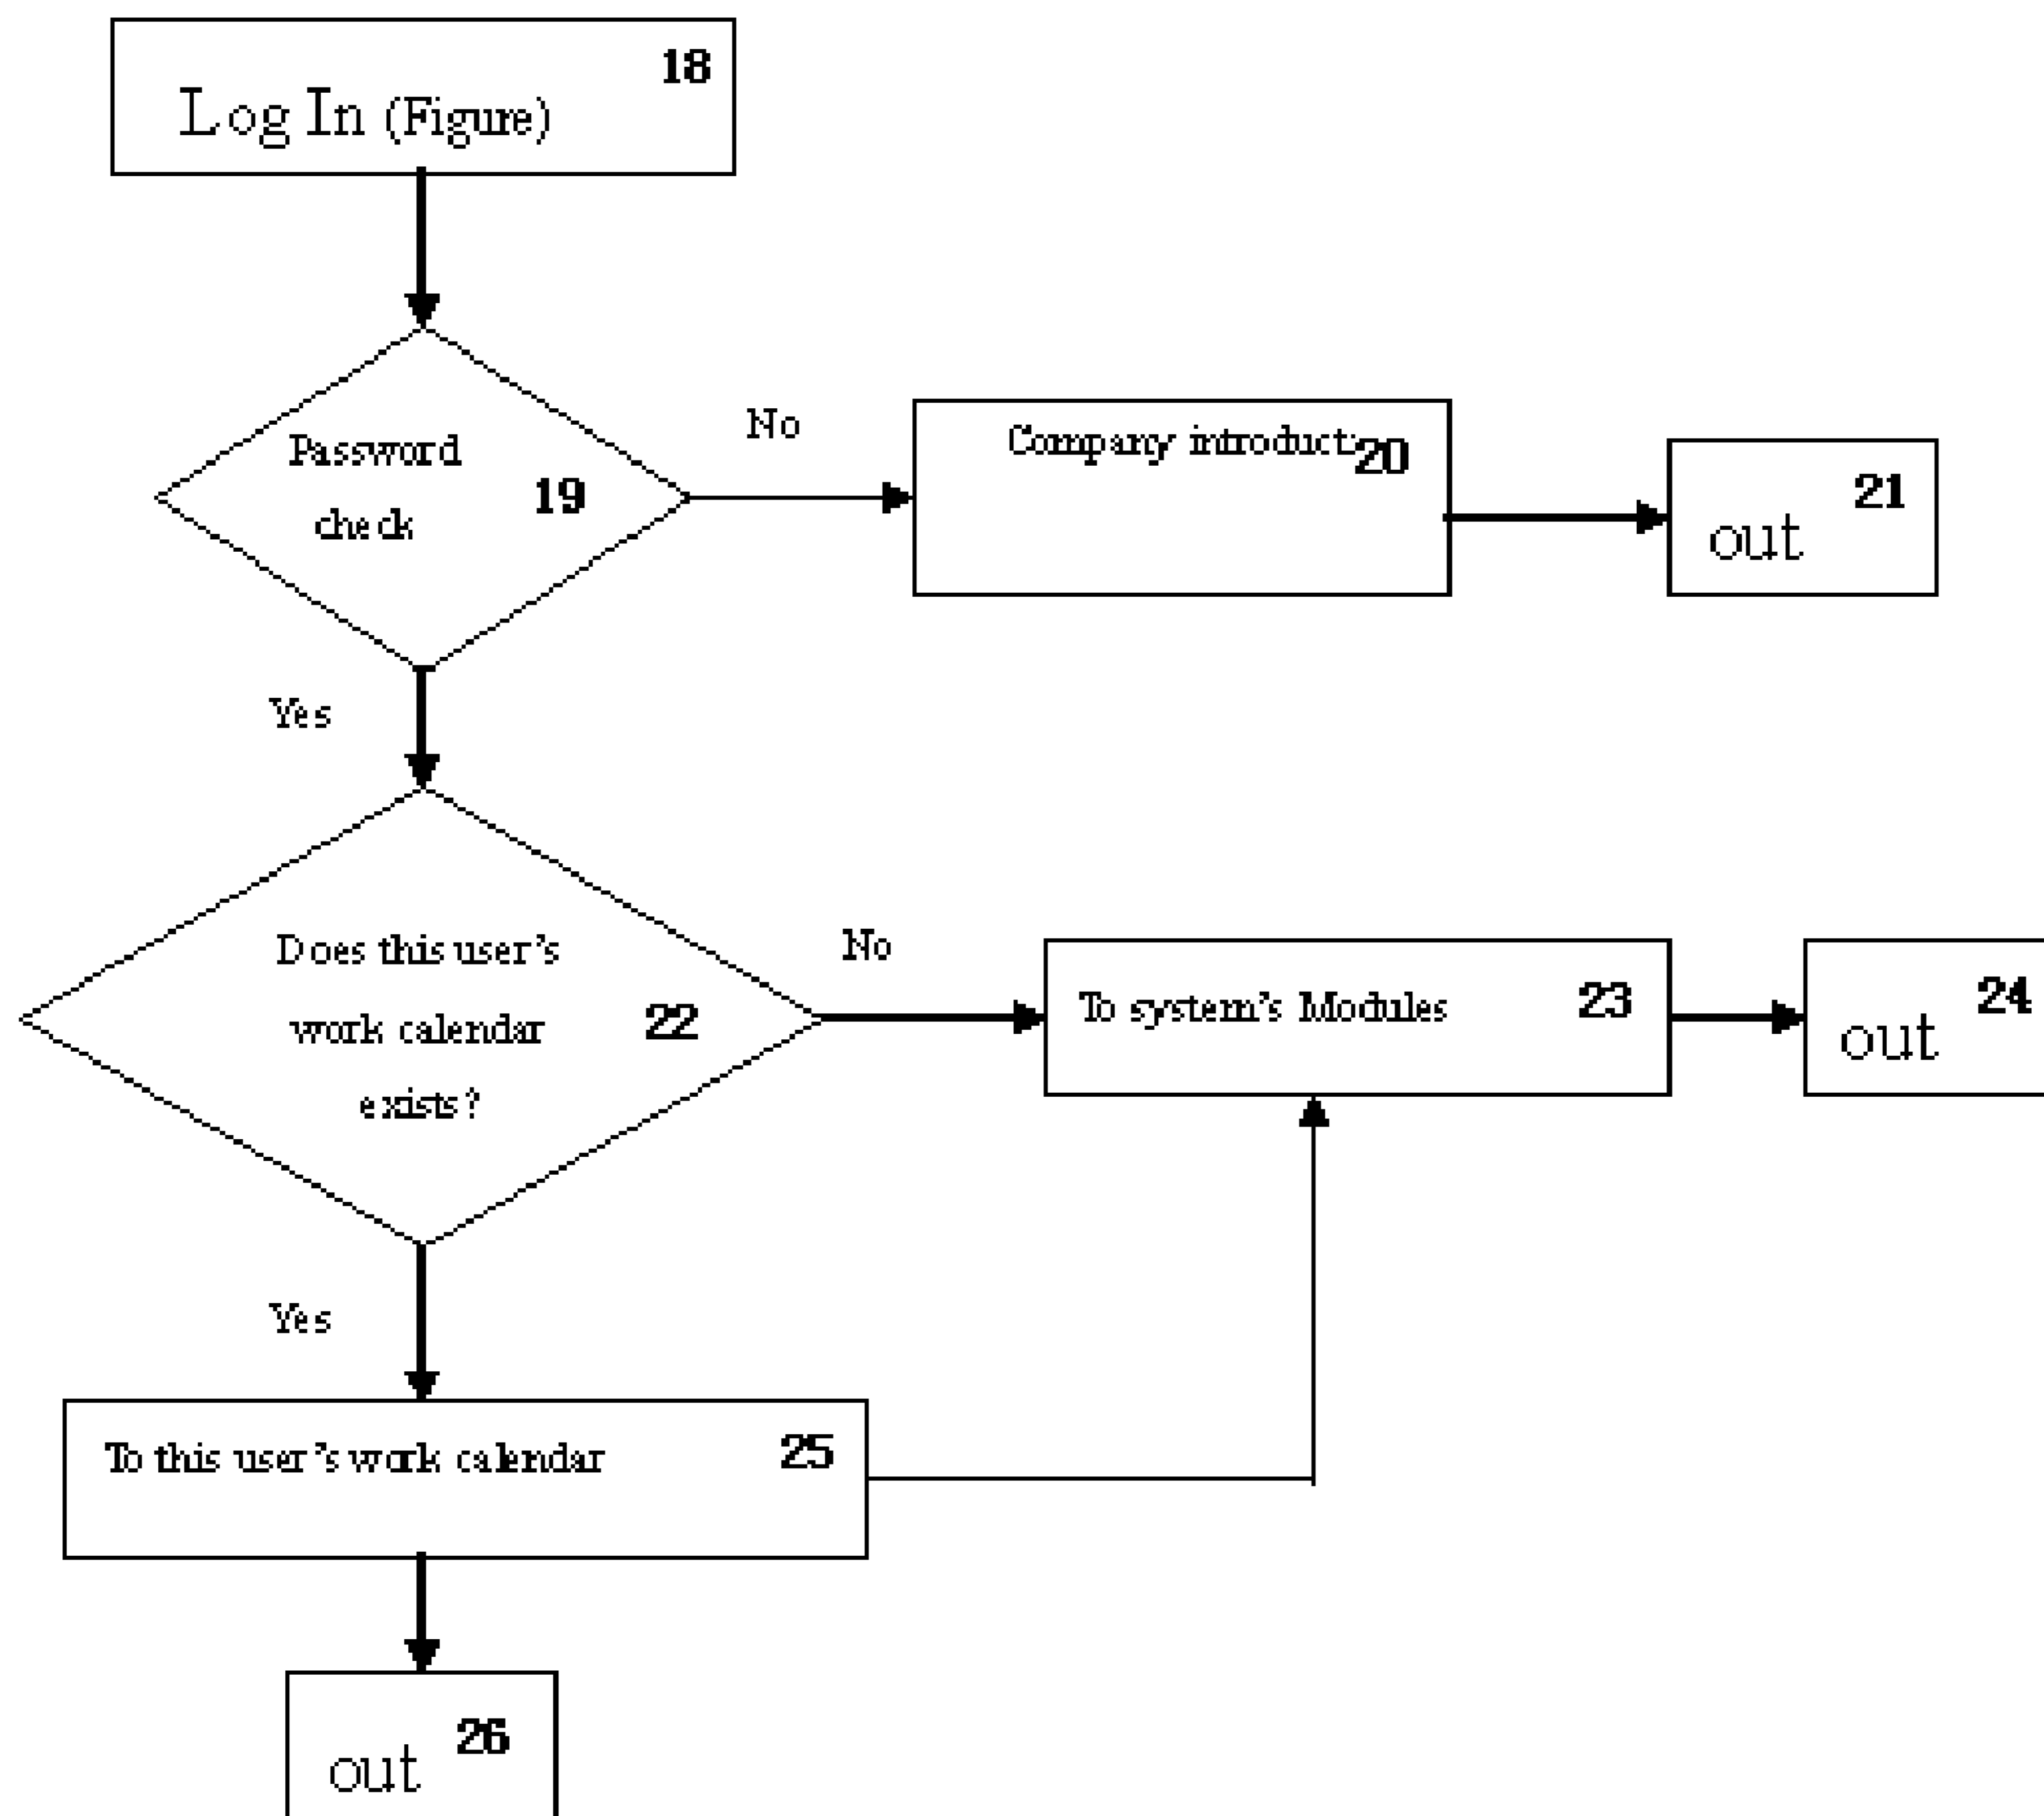 18
Log In (Figure)
Password
check
19
No
Company introduct
20
21
out
Yes
Does this user's
work calendar
exists?
22
No
To system's Modules
23
24
out
Yes
To this user's work calendar
25
26
out